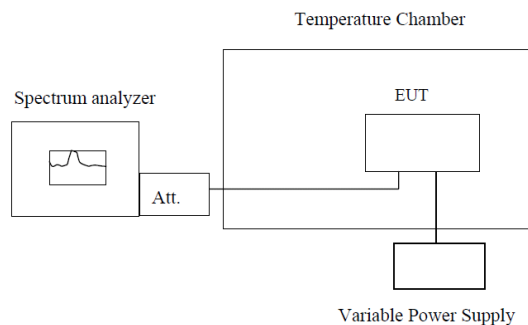 Temperature Chamber
Spectrum analyzer
EUT
Att.
Variable Power Supply